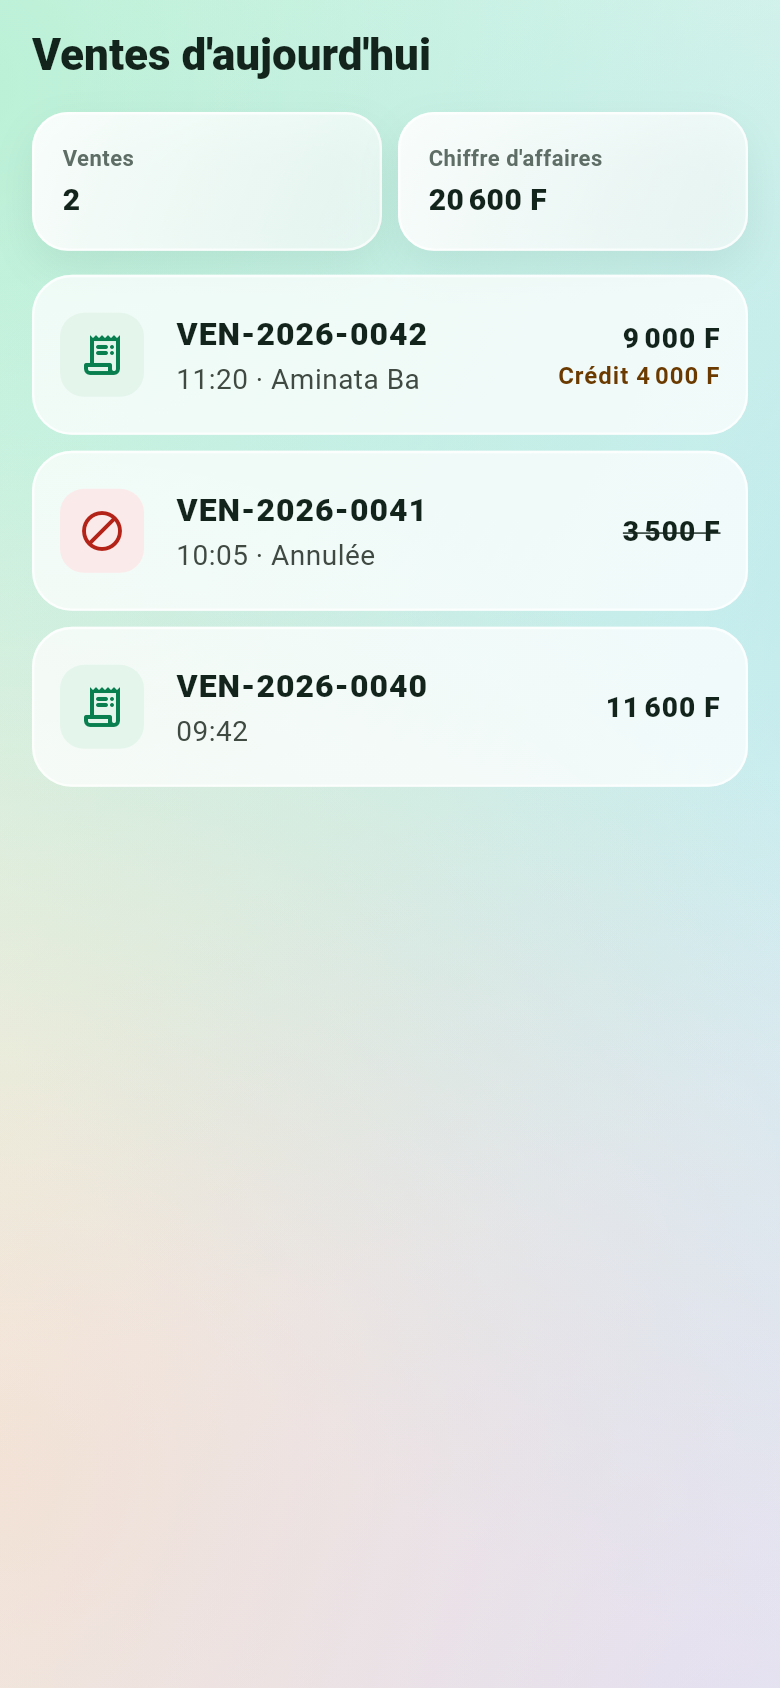 Ventes d'aujourd'hui
Ventes
2
Chiffre d'affaires
20 600 F
VEN-2026-0042
11:20 · Aminata Ba
9 000 F
Crédit 4 000 F
VEN-2026-0041
10:05 · Annulée
3 500 F
VEN-2026-0040
09:42
11 600 F